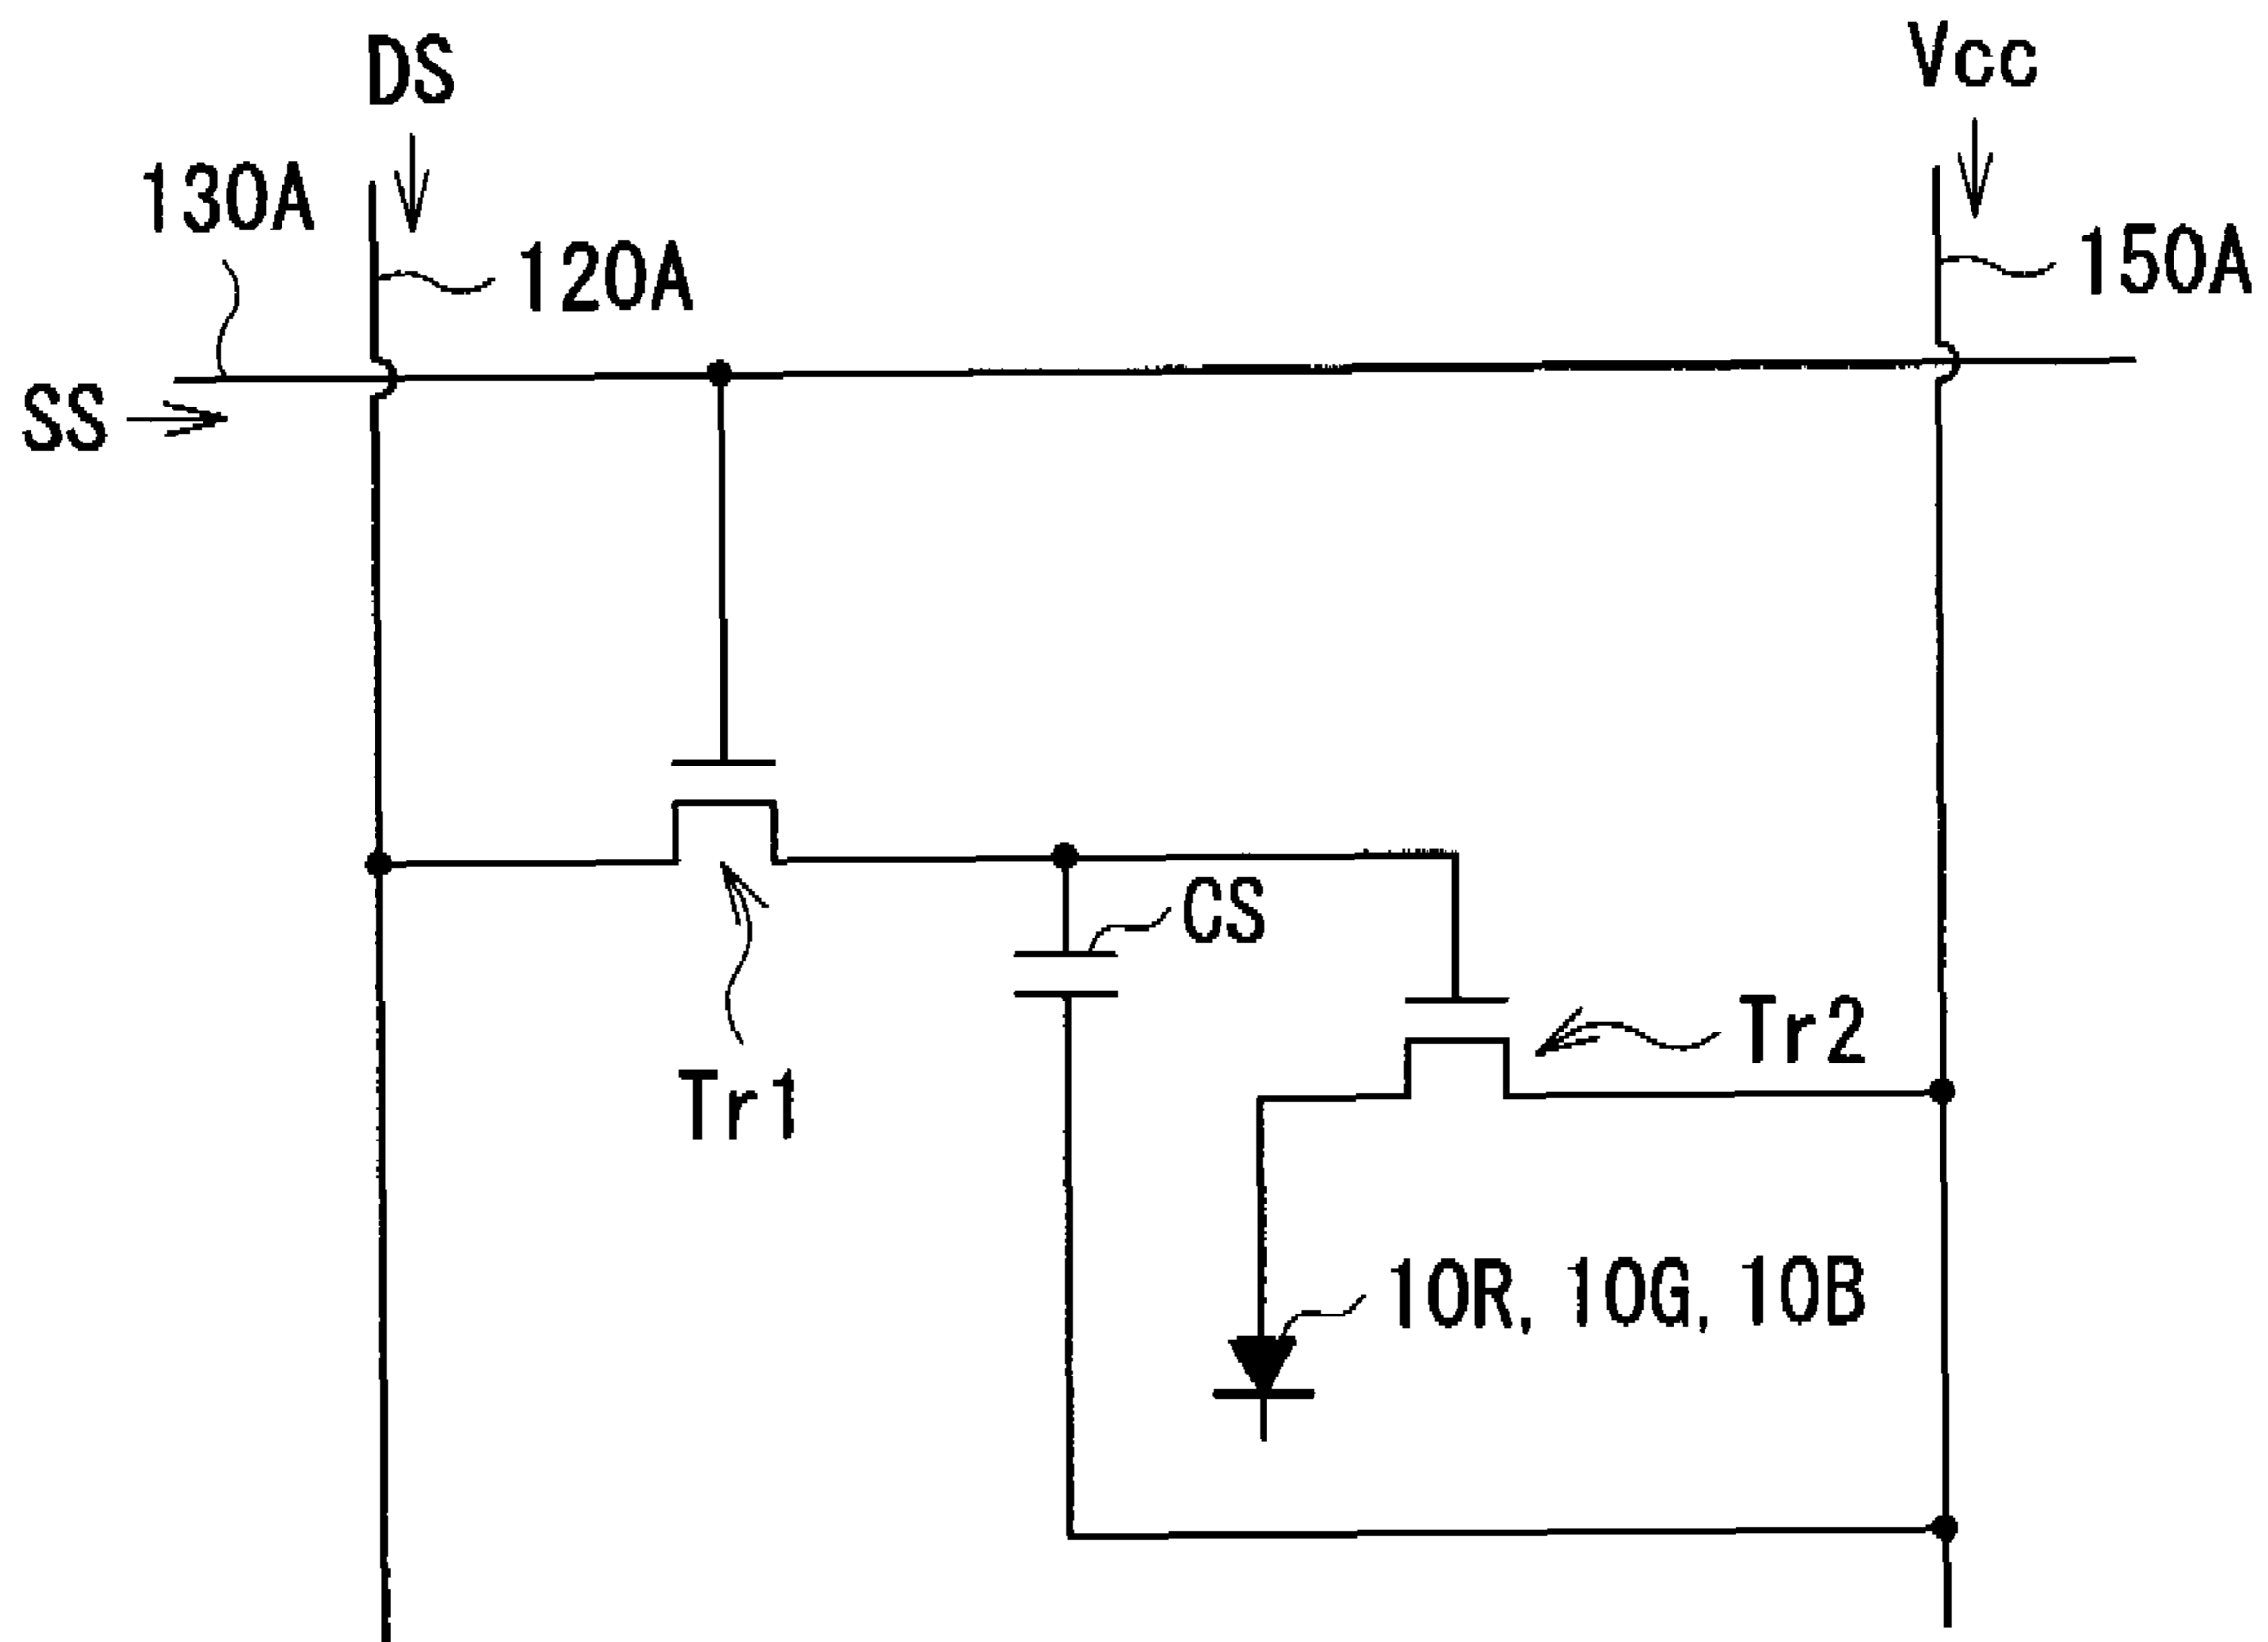 DS
Vcc
130A
120A
150A
SS
CS
Tr2
Tr1
10R, 10G, 10B